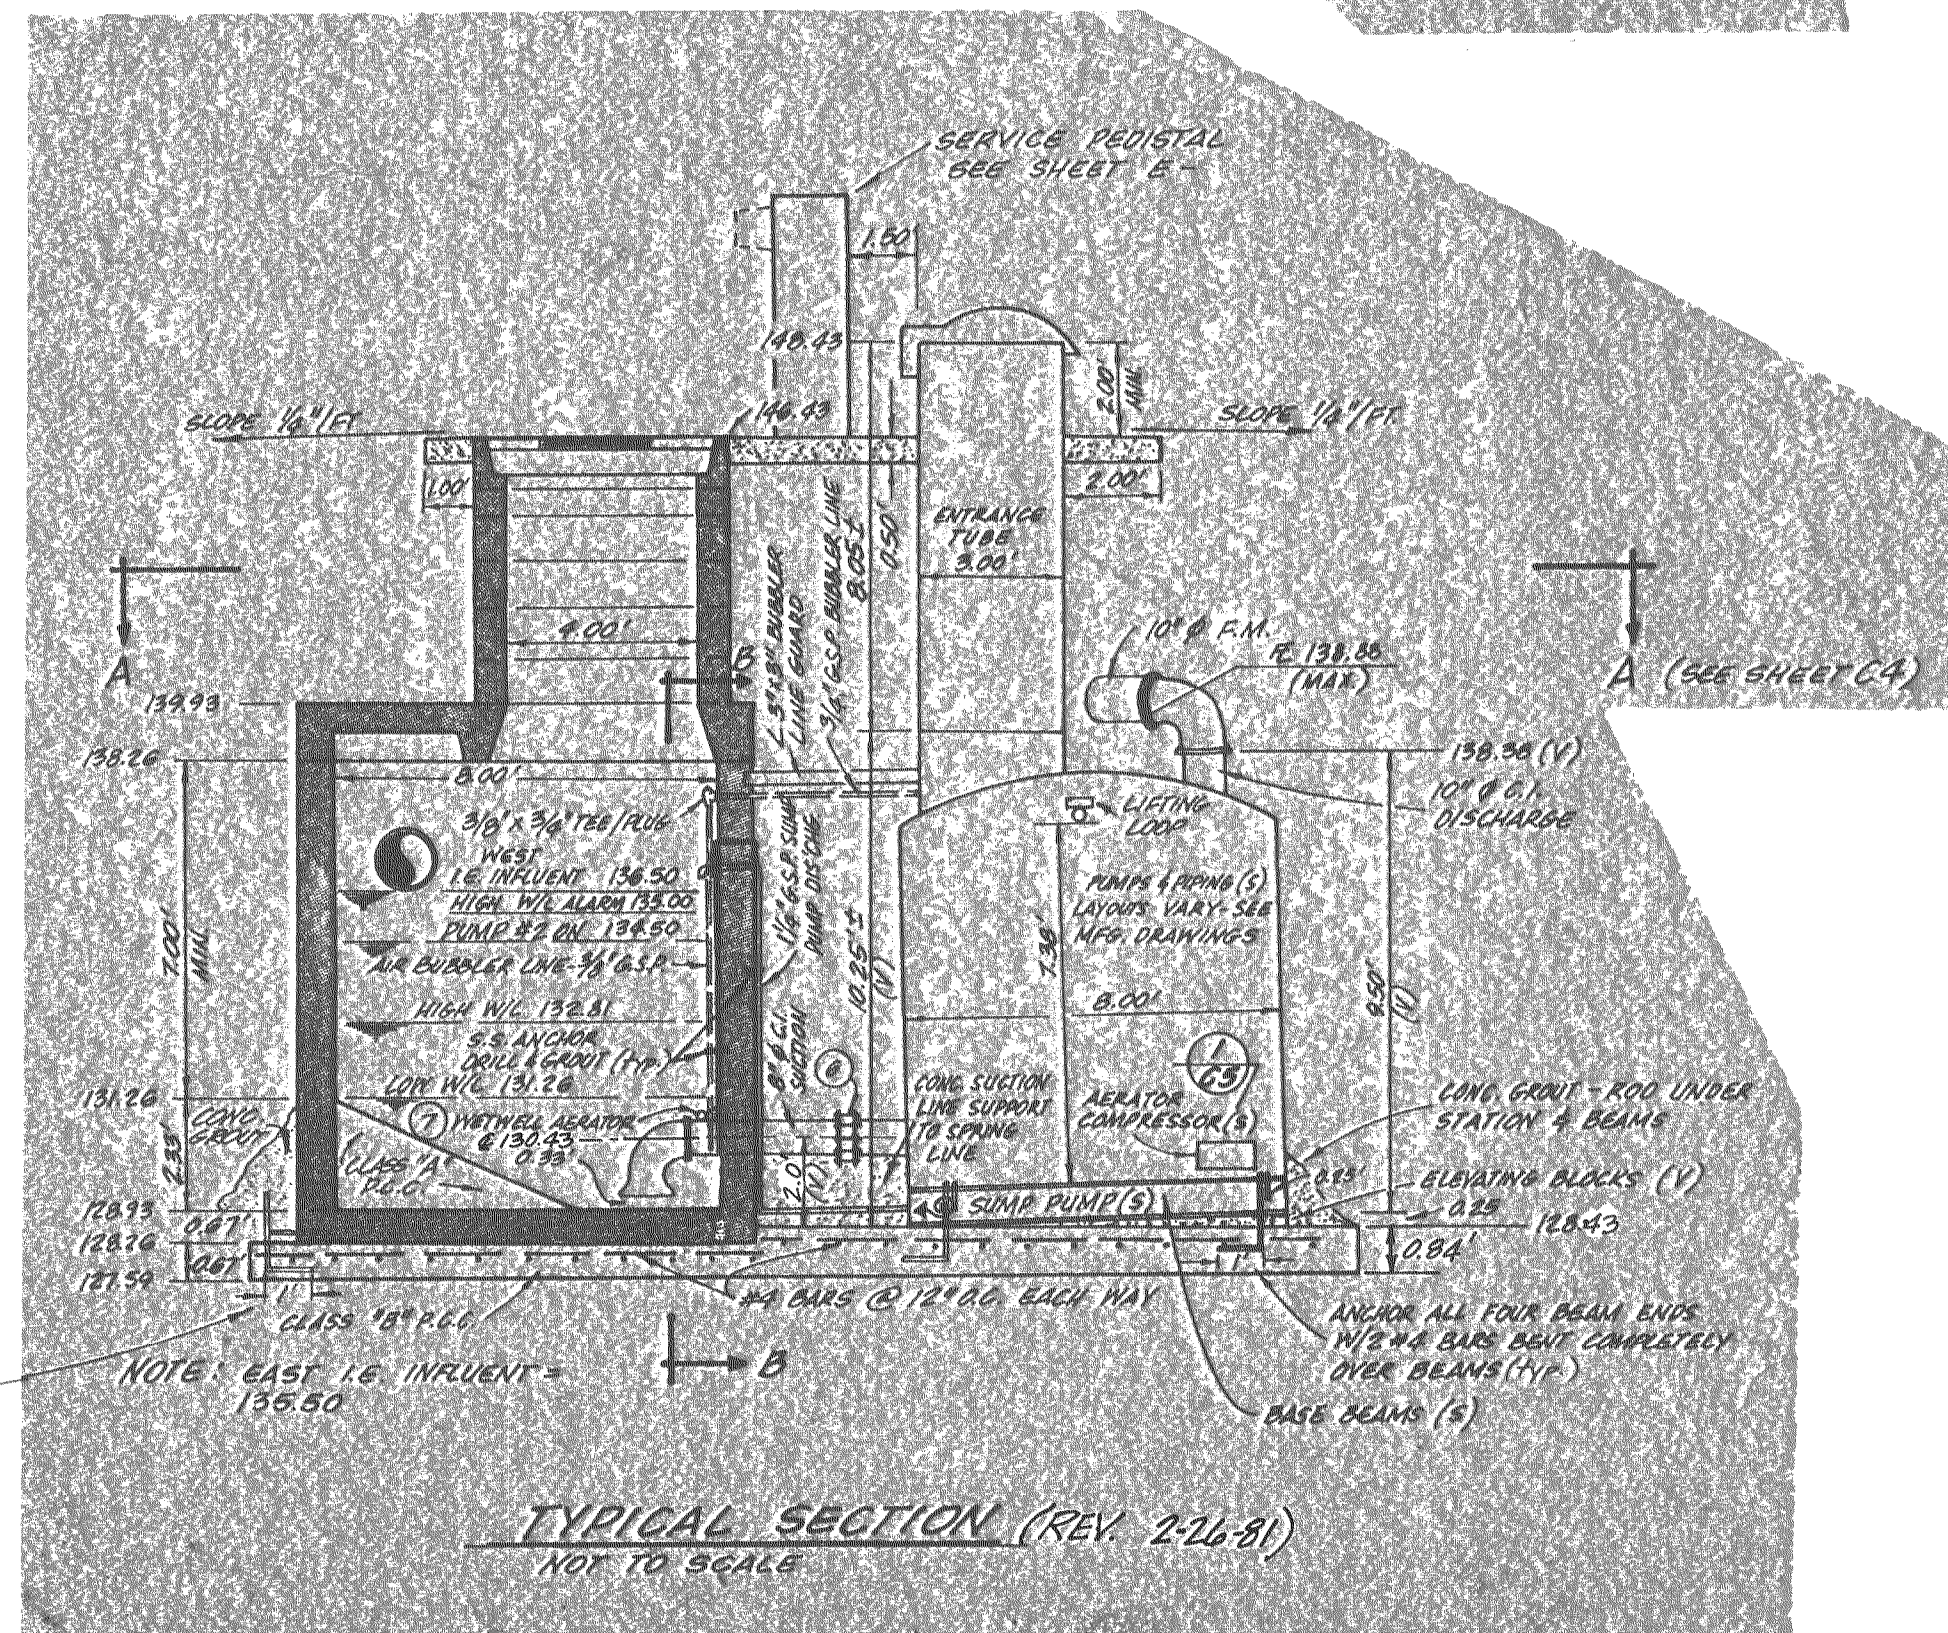 SERVICE PEDISTAL
SEE SHEET E-
1.50'
148.43
2.00'
MIN.
SLOPE 1/4"/FT
146.43
SLOPE 1/4"/FT.
1.00'
2.00'
ENTRANCE
TUBE
3.00'
3"x3" BUBBLER
LINE GUARD
3/4" G.S.P. BUBBLER LINE
8.05 ±
0.50'
4.00'
B
A
A (SEE SHEET C4)
10" Ø F.M.
138.88
(MAX.)
139.93
138.26
8.00'
138.38 (V)
10" Ø C.I.
DISCHARGE
3/8" x 3/8" TEE/PLUG
LIFTING
LOOP
WEST
I.E. INFLUENT 136.50
HIGH W/L ALARM 135.00
PUMP #2 ON 134.50
AIR BUBBLER LINE-3/8" G.S.P.
HIGH W/L 132.81
S.S. ANCHOR
DRILL & GROUT (typ.)
LOW W/L 131.26
7 WETWELL AERATOR
℄ 130.43
0.33'
7.00'
MIN
131.26
CONC.
GROUT
2.33'
CLASS "A"
P.C.C.
G.S.P. SUMP
PUMP DISCHG
8" Ø C.I.
SUCTION
6
10.25' ±
(V)
2.0'
(V)
CONC. SUCTION
LINE SUPPORT
TO SPRING
LINE
PUMPS & PIPING (S)
LAYOUTS VARY-SEE
MFG. DRAWINGS
7.38'
8.00'
9.50'
(V)
1
C5
AERATOR
COMPRESSOR(S)
CONC. GROUT - ROD UNDER
STATION & BEAMS
0.25'
ELEVATING BLOCKS (V)
0.25
128.43
0.84'
SUMP PUMP(S)
128.93
0.67'
128.26
0.67'
127.59
1'
1'
CLASS "B" P.C.C.
#4 BARS @ 12" O.C. EACH WAY
ANCHOR ALL FOUR BEAM ENDS
W/2 #4 BARS BENT COMPLETELY
OVER BEAMS (typ.)
BASE BEAMS (S)
B
NOTE: EAST I.E. INFLUENT =
135.50
TYPICAL SECTION (REV. 2-26-81)
NOT TO SCALE